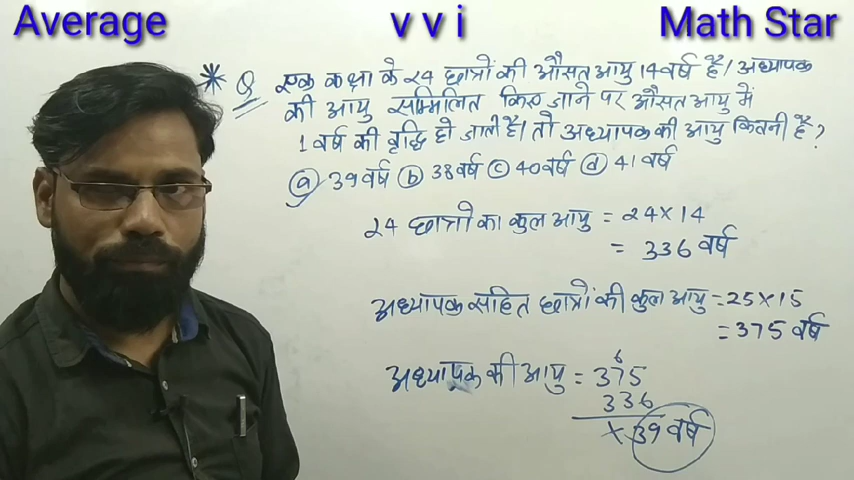 Average v v i Math Star
* Q एक कक्षा के 24 छात्रों की औसत आयु 14 वर्ष है। अध्यापक
की आयु सम्मिलित किए जाने पर औसत आयु में
1 वर्ष की वृद्धि हो जाती है। तो अध्यापक की आयु कितनी है?
(a) 39 वर्ष (b) 38 वर्ष (c) 40 वर्ष (d) 41 वर्ष
24 छात्रों का कुल आयु = 24 × 14
= 336 वर्ष
अध्यापक सहित छात्रों की कुल आयु = 25 × 15
= 375 वर्ष
6
अध्यापक की आयु = 375
336
× 39 वर्ष